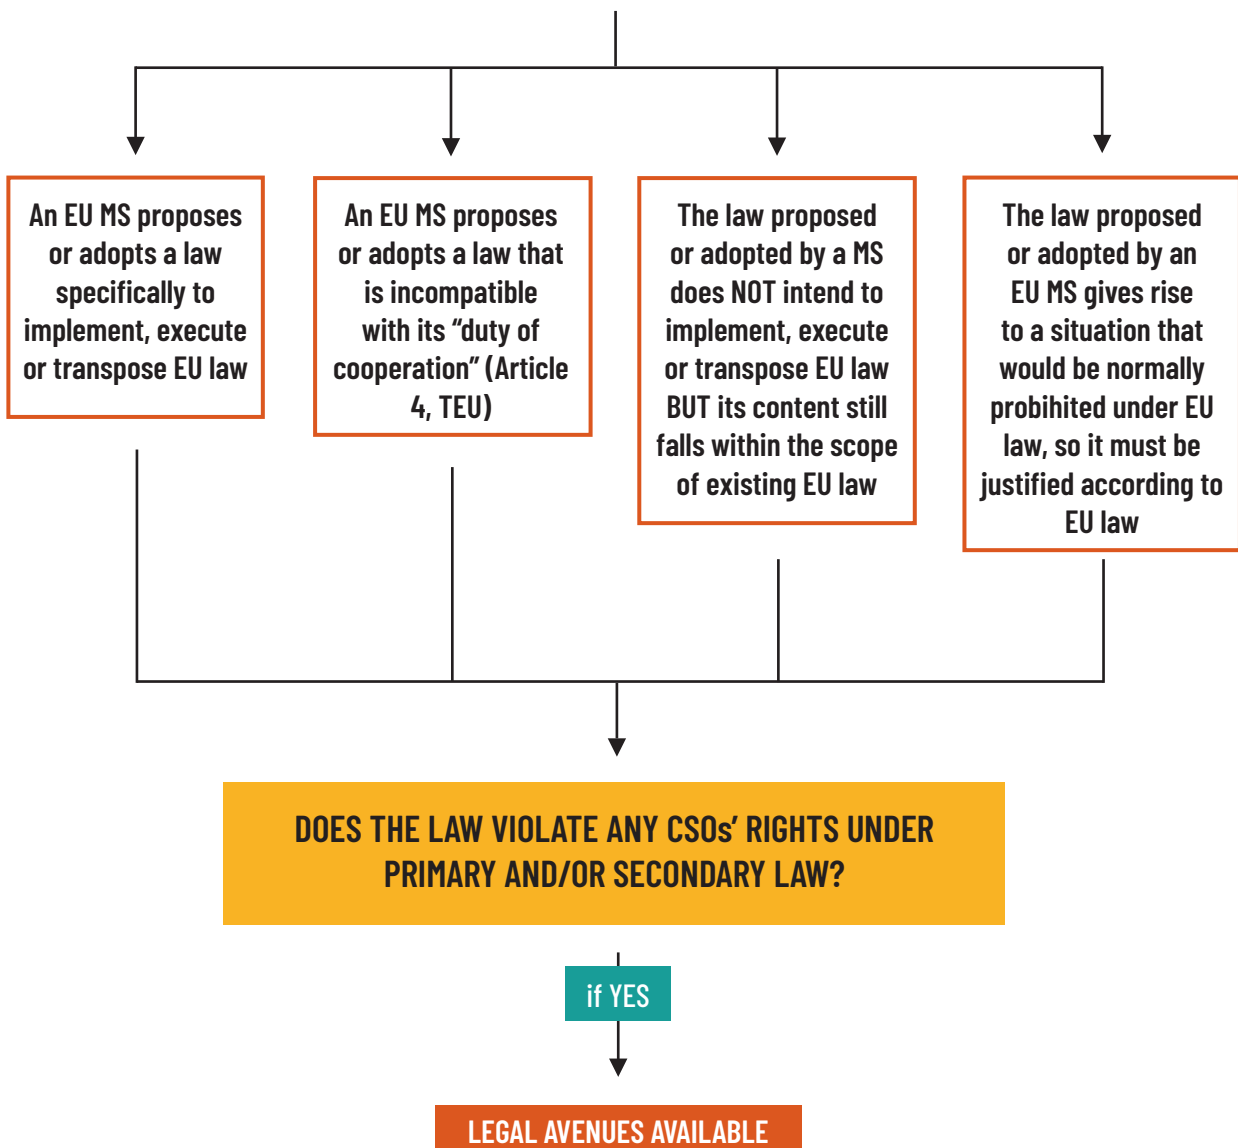 An EU MS proposes
or adopts a law
specifically to
implement, execute
or transpose EU law
An EU MS proposes
or adopts a law that
is incompatible
with its “duty of
cooperation” (Article
4, TEU)
The law proposed
or adopted by a MS
does NOT intend to
implement, execute
or transpose EU law
BUT its content still
falls within the scope
of existing EU law
The law proposed
or adopted by an
EU MS gives rise
to a situation that
would be normally
probihited under EU
law, so it must be
justified according to
EU law
DOES THE LAW VIOLATE ANY CSOs’ RIGHTS UNDER
PRIMARY AND/OR SECONDARY LAW?
if YES
LEGAL AVENUES AVAILABLE